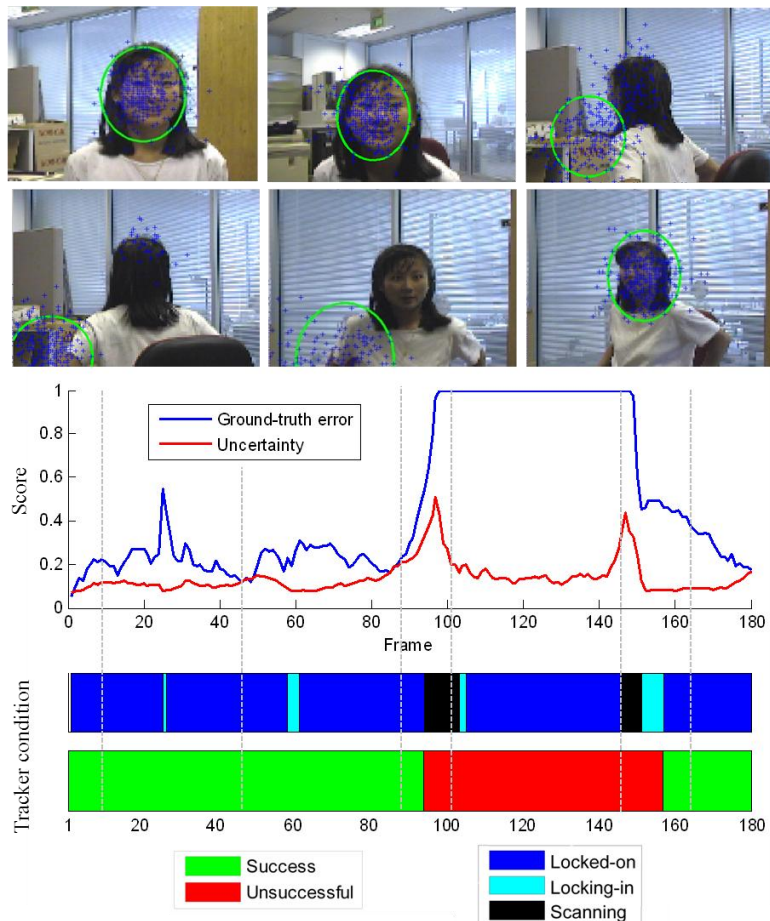 Score
1
0.8
0.6
0.4
0.2
0
Ground-truth error
Uncertainty
0 20 40 60 80 100 120 140 160 180
Frame
Tracker condition
1 20 40 60 80 100 120 140 160 180
Success
Unsuccessful
Locked-on
Locking-in
Scanning